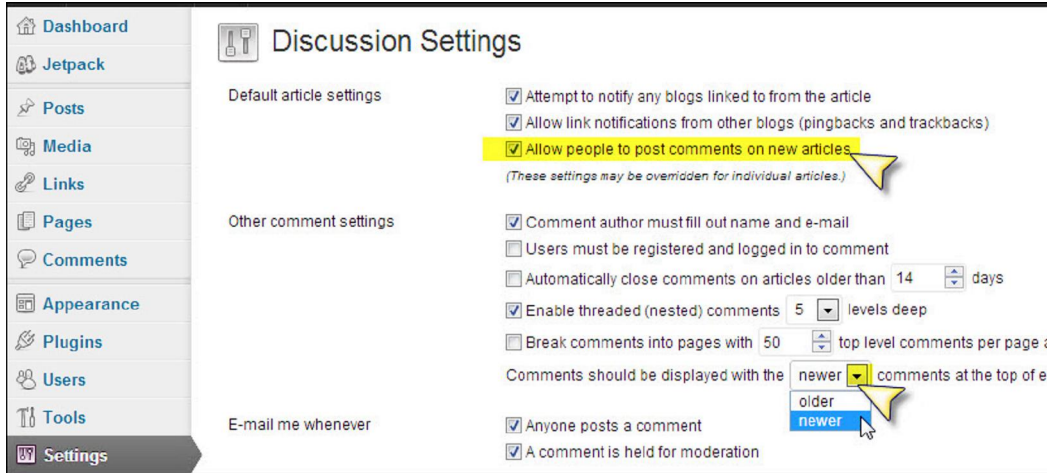 Dashboard
Jetpack
Posts
Media
Links
Pages
Comments
Appearance
Plugins
Users
Tools
Settings
Discussion Settings
Default article settings
Attempt to notify any blogs linked to from the article
Allow link notifications from other blogs (pingbacks and trackbacks)
Allow people to post comments on new articles
(These settings may be overridden for individual articles.)
Other comment settings
Comment author must fill out name and e-mail
Users must be registered and logged in to comment
Automatically close comments on articles older than 14 days
Enable threaded (nested) comments 5 levels deep
Break comments into pages with 50 top level comments per page
Comments should be displayed with the newer comments at the top of
older
newer
E-mail me whenever
Anyone posts a comment
A comment is held for moderation